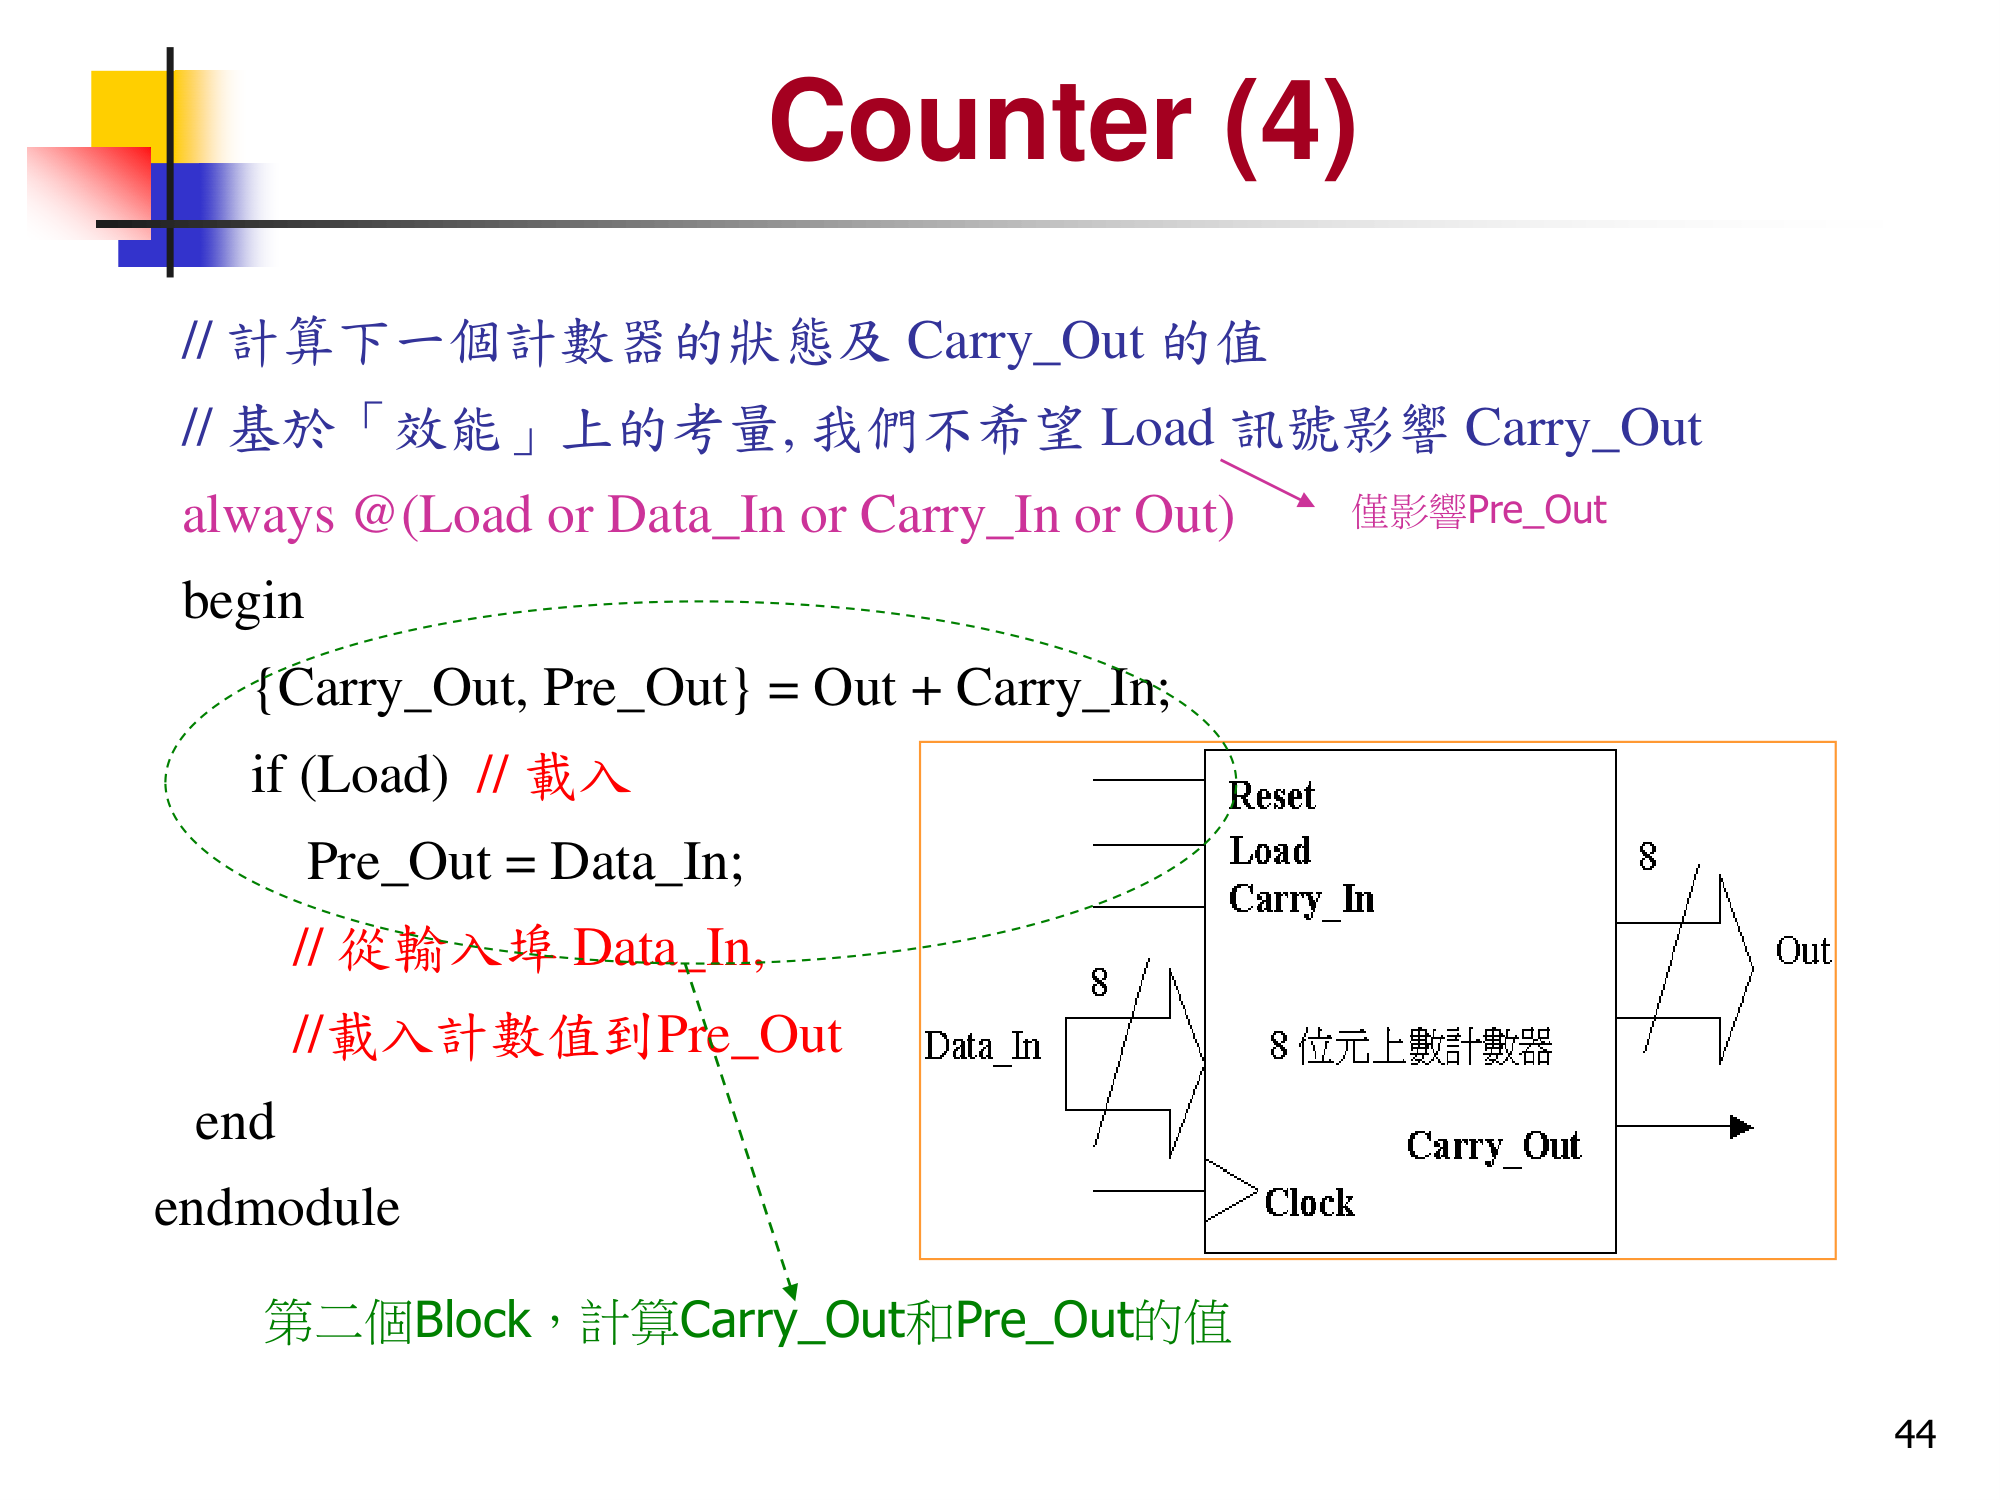 Counter (4)
// 計算下一個計數器的狀態及 Carry_Out 的值
// 基於「效能」上的考量, 我們不希望 Load 訊號影響 Carry_Out
always @(Load or Data_In or Carry_In or Out)
僅影響Pre_Out
begin
{Carry_Out, Pre_Out} = Out + Carry_In;
if (Load) // 載入
Pre_Out = Data_In;
// 從輸入埠 Data_In,
//載入計數值到Pre_Out
end
endmodule
Reset
Load
Carry_In
8
Out
8
Data_In
8 位元上數計數器
Carry_Out
Clock
第二個Block，計算Carry_Out和Pre_Out的值
44